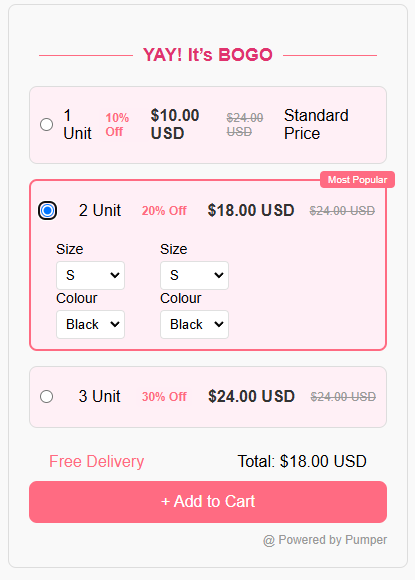 YAY! It’s BOGO
1 Unit 10% Off $10.00 USD $24.00 USD Standard Price
Most Popular
2 Unit 20% Off $18.00 USD $24.00 USD
Size Size
S S
Colour Colour
Black Black
3 Unit 30% Off $24.00 USD $24.00 USD
Free Delivery Total: $18.00 USD
+ Add to Cart
@ Powered by Pumper